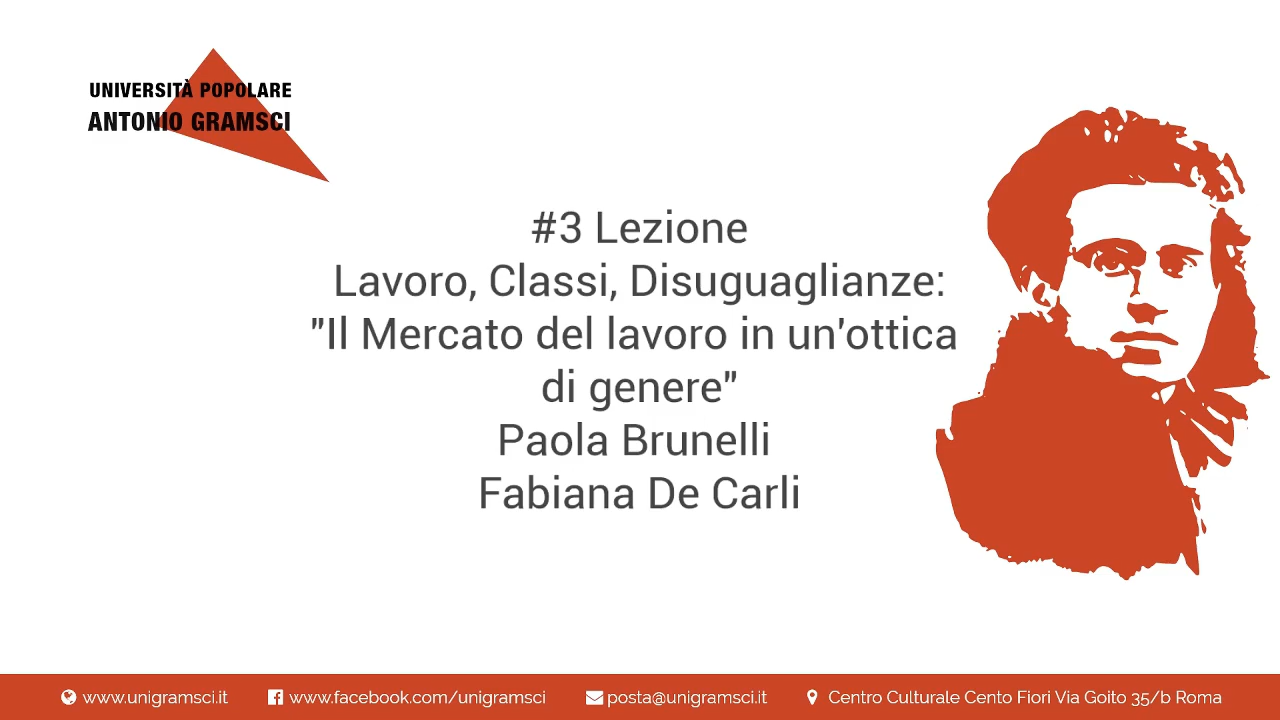 UNIVERSITÀ POPOLARE
ANTONIO GRAMSCI
#3 Lezione
Lavoro, Classi, Disuguaglianze:
"Il Mercato del lavoro in un'ottica
di genere"
Paola Brunelli
Fabiana De Carli
www.unigramsci.it www.facebook.com/unigramsci posta@unigramsci.it Centro Culturale Cento Fiori Via Goito 35/b Roma